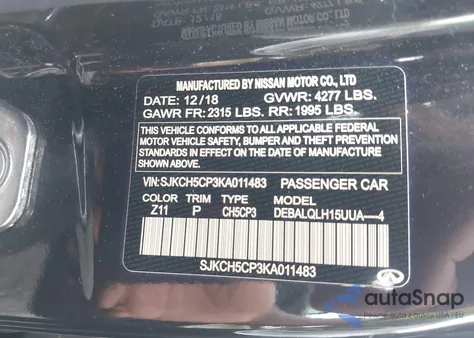 MANUFACTURED BY NISSAN MOTOR CO., LTD
DATE: 12/18 GVWR: 4277 LBS.
GAWR FR: 2315 LBS. RR: 1995 LBS.
THIS VEHICLE CONFORMS TO ALL APPLICABLE FEDERAL
MOTOR VEHICLE SAFETY, BUMPER AND THEFT PREVENTION
STANDARDS IN EFFECT ON THE DATE OF
MANUFACTURE SHOWN ABOVE.
VIN:SJKCH5CP3KA011483 PASSENGER CAR
COLOR TRIM TYPE MODEL
Z11 P CH5CP3 DEBALQLH15UUA—4
SJKCH5CP3KA011483
autoSnap